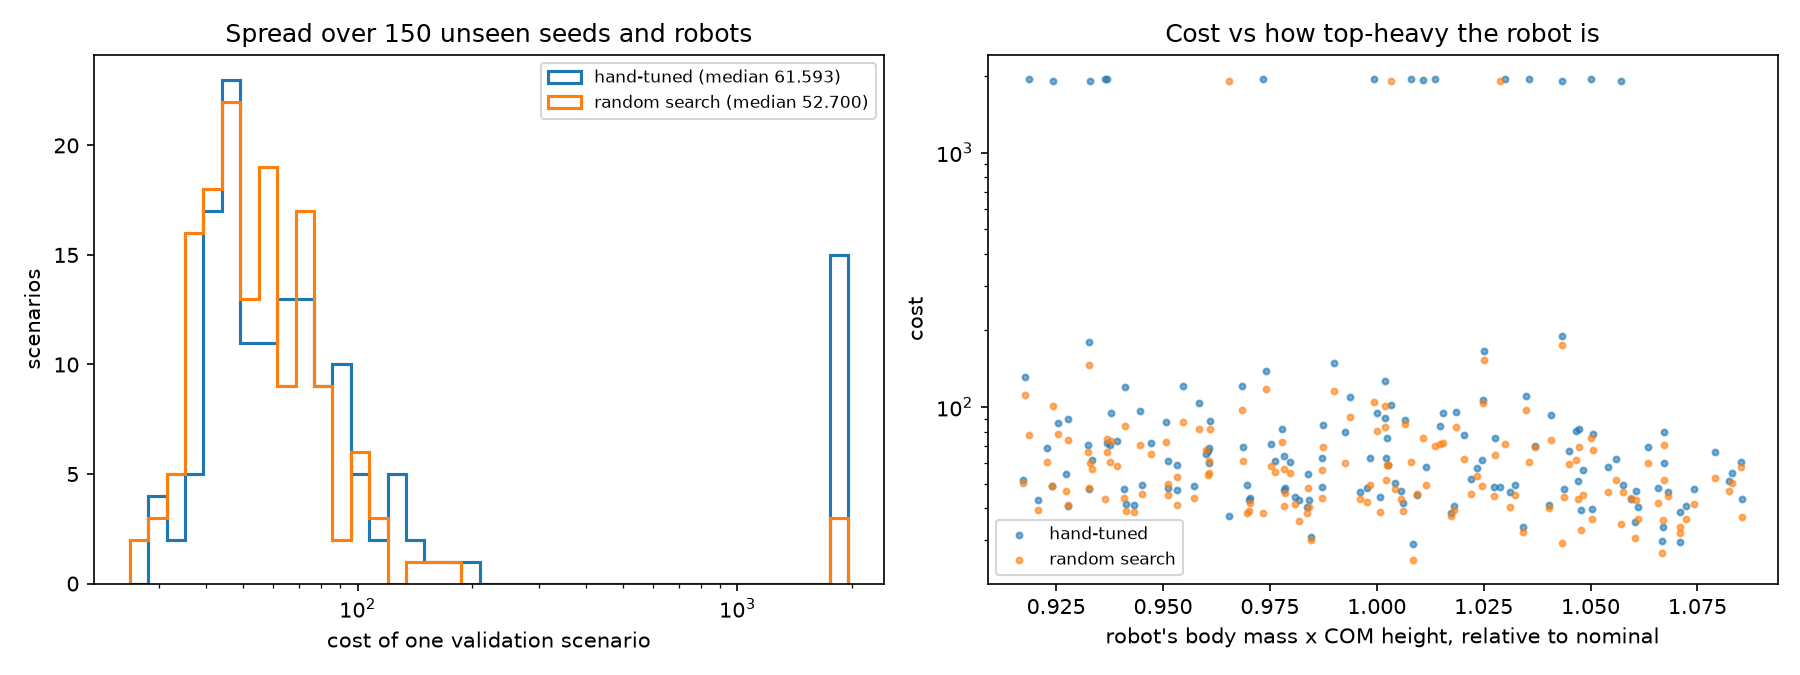 Spread over 150 unseen seeds and robots
hand-tuned (median 61.593)
random search (median 52.700)
scenarios
20
15
10
5
0
10²
10³
cost of one validation scenario
Cost vs how top-heavy the robot is
cost
10³
10²
hand-tuned
random search
0.925
0.950
0.975
1.000
1.025
1.050
1.075
robot's body mass x COM height, relative to nominal